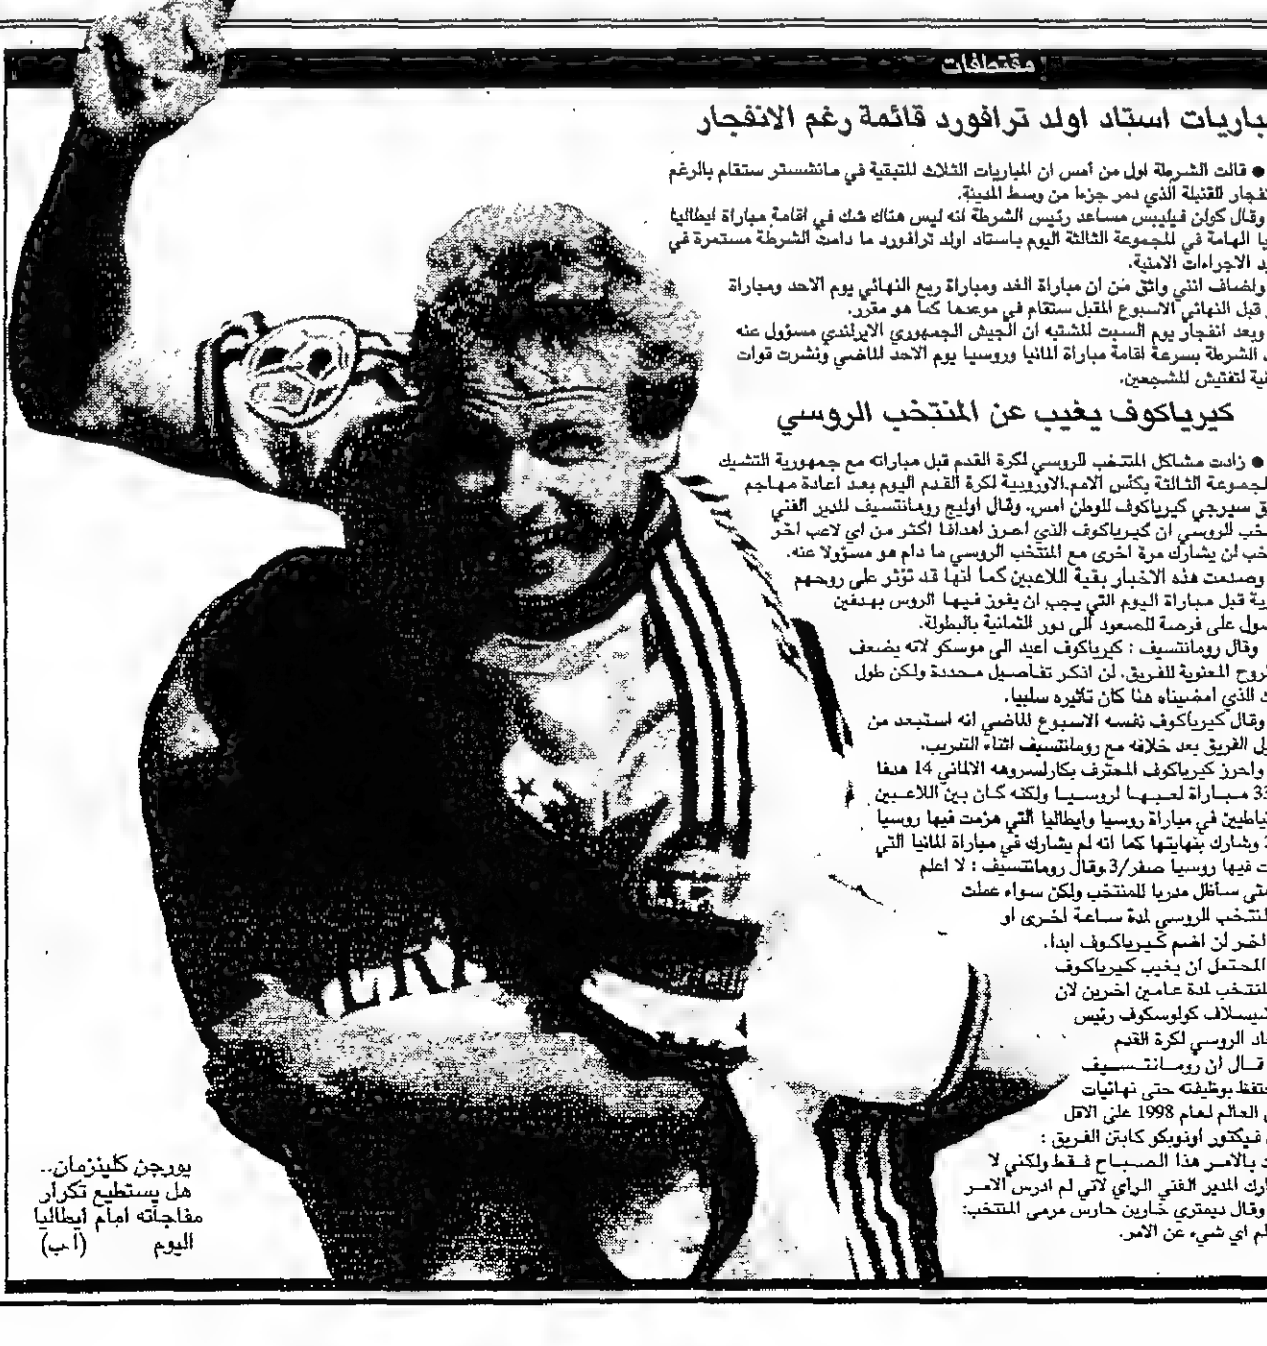 مقتطفات
مباريات استاد اولد ترافورد قائمة رغم الانفجار
● قالت الشرطة اول من أمس ان المباريات الثلاث المتبقية في مانشستر ستقام بالرغم
القنبلة الذي دمر جزءا من وسط المدينة.
وقال كولن فيليبس مساعد رئيس الشرطة انه ليس هناك شك في اقامة مباراة ايطاليا
الهامة في المجموعة الثالثة اليوم باستاد اولد ترافورد ما دامت الشرطة مستمرة في
الاجراءات الامنية.
واضاف انني واثق من ان مباراة الغد ومباراة ربع النهائي يوم الاحد ومباراة
قبل النهائي الاسبوع المقبل ستقام في موعدها كما هو مقرر.
وبعد انفجار يوم السبت المشتبه ان الجيش الجمهوري الايرلندي مسؤول عنه
الشرطة بسرعة اقامة مباراة المانيا وروسيا يوم الاحد الماضي ونشرت قوات
لتفتيش المشجعين.
كيرياكوف يغيب عن المنتخب الروسي
● زادت مشاكل المنتخب الروسي لكرة القدم قبل مباراته مع جمهورية التشيك
المجموعة الثالثة بكأس الامم الاوروبية لكرة القدم اليوم بعد اعادة مهاجم
سيرجي كيرياكوف للوطن امس. وقال اوليج رومانتسيف المدير الفني
الروسي ان كيرياكوف الذي احرز اهدافا اكثر من اي لاعب اخر
لن يشارك مرة اخرى مع المنتخب الروسي ما دام هو مسؤولا عنه.
وصدمت هذه الاخبار بقية اللاعبين كما انها قد تؤثر على روحهم
قبل مباراة اليوم التي يجب ان يفوز فيها الروس بهدفين
على فرصة للصعود الى دور الثمانية بالبطولة.
وقال رومانتسيف : كيرياكوف اعيد الى موسكو لانه يضعف
الروح المعنوية للفريق. لن اذكر تفاصيل محددة ولكن طول
الذي امضيناه هنا كان تأثيره سلبيا.
وقال كيرياكوف نفسه الاسبوع الماضي انه استبعد من
الفريق بعد خلافه مع رومانتسيف اثناء التدريب.
واحرز كيرياكوف المحترف بكارلسروهه الالماني 14 هدفا
33 مباراة لعبها لروسيا ولكنه كان بين اللاعبين
في مباراة روسيا وايطاليا التي هزمت فيها روسيا
وشارك بنهايتها كما انه لم يشارك في مباراة المانيا التي
فيها روسيا صفر/3.وقال رومانتسيف : لا اعلم
متى سأظل مدربا للمنتخب ولكن سواء عملت
المنتخب الروسي لمدة ساعة اخرى او
لن اضم كيرياكوف ابدا.
المحتمل ان يغيب كيرياكوف
المنتخب لمدة عامين اخرين لان
كولوسكوف رئيس
الروسي لكرة القدم
قال ان رومانتسيف
بوظيفته حتى نهائيات
العالم لعام 1998 على الاقل
فيكتور اونوبكو كابتن الفريق :
بالامر هذا الصباح فقط ولكني لا
المدير الفني الرأي لاني لم ادرس الامر
وقال ديمتري خارين حارس مرمى المنتخب:
اي شيء عن الامر.
يورجن كلينزمان..
هل يستطيع تكرار
مفاجأته امام ايطاليا
اليوم (أ ب)